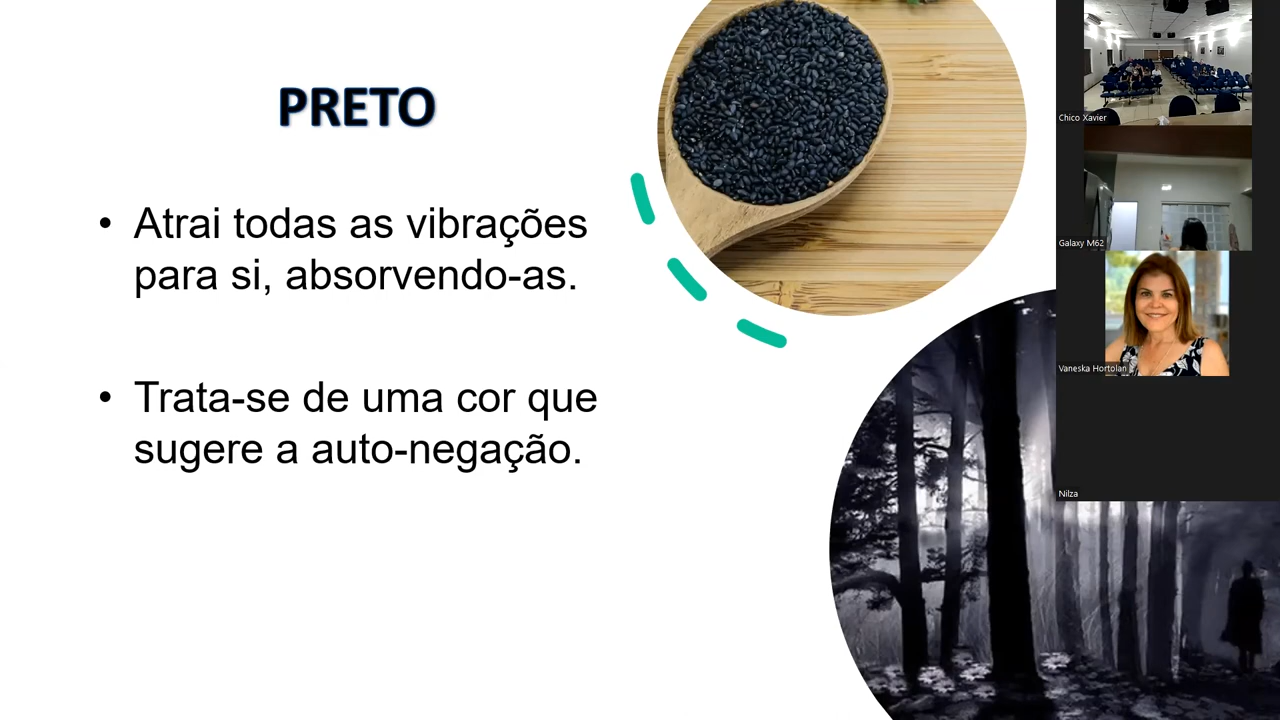 PRETO
• Atrai todas as vibrações
para si, absorvendo-as.
• Trata-se de uma cor que
sugere a auto-negação.
Chico Xavier
Galaxy M62
Vaneska Hortolan
Nilza